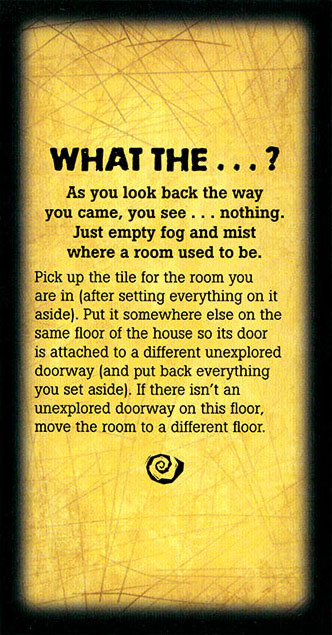 WHAT THE . . . ?
As you look back the way
you came, you see . . . nothing.
Just empty fog and mist
where a room used to be.
Pick up the tile for the room you
are in (after setting everything on it
aside). Put it somewhere else on the
same floor of the house so its door
is attached to a different unexplored
doorway (and put back everything
you set aside). If there isn't an
unexplored doorway on this floor,
move the room to a different floor.